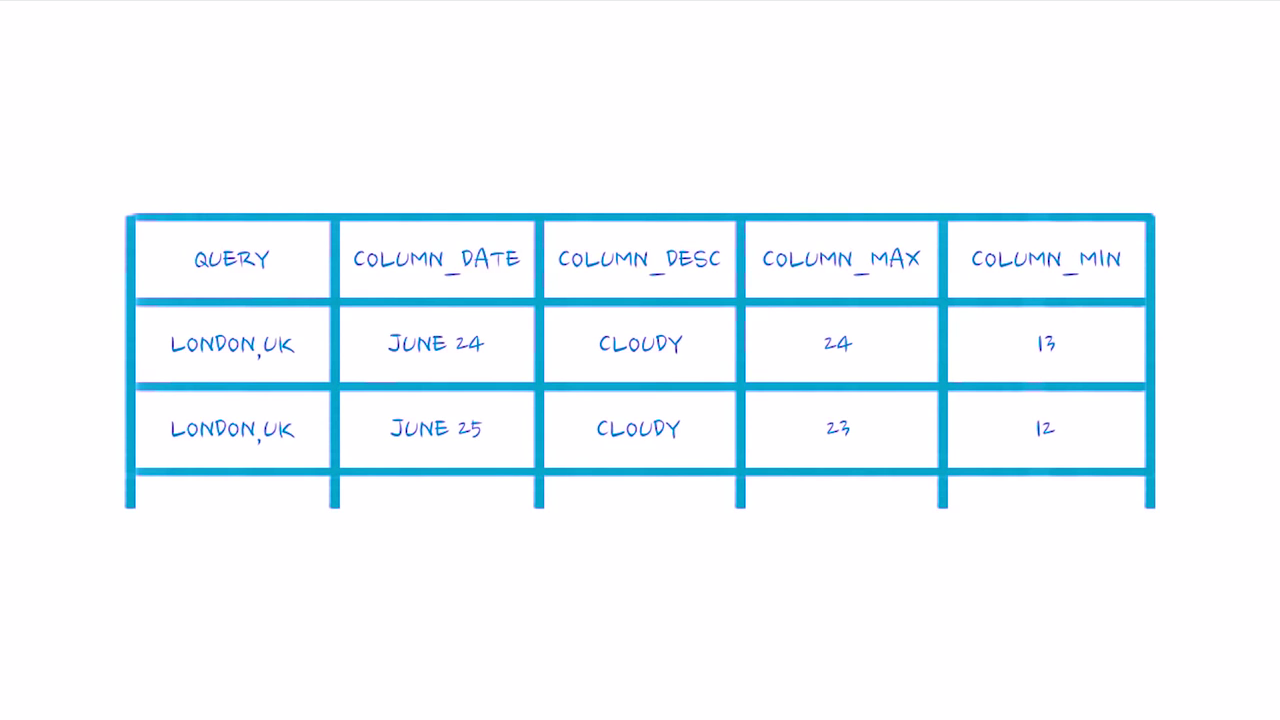 QUERY COLUMN_DATE COLUMN_DESC COLUMN_MAX COLUMN_MIN
LONDON,UK JUNE 24 CLOUDY 24 13
LONDON,UK JUNE 25 CLOUDY 23 12